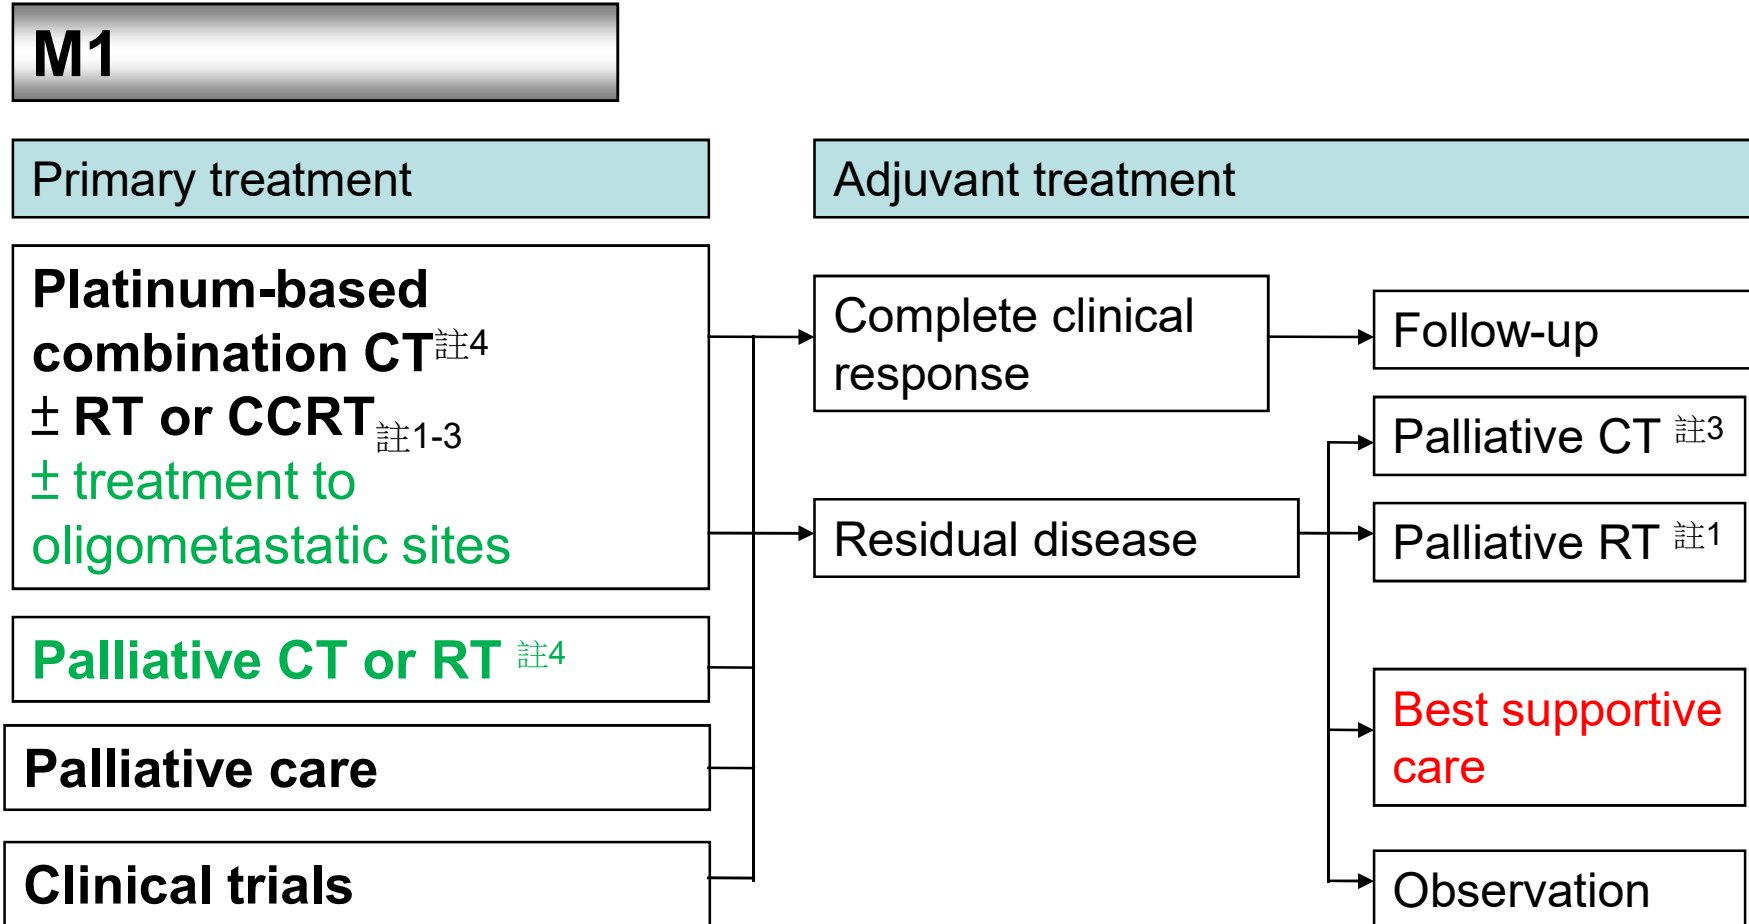 M1
Primary treatment
Adjuvant treatment
Platinum-based
combination CT註4
± RT or CCRT註1-3
± treatment to
oligometastatic sites
Palliative CT or RT 註4
Palliative care
Clinical trials
Complete clinical
response
Residual disease
Follow-up
Palliative CT 註3
Palliative RT 註1
Best supportive
care
Observation